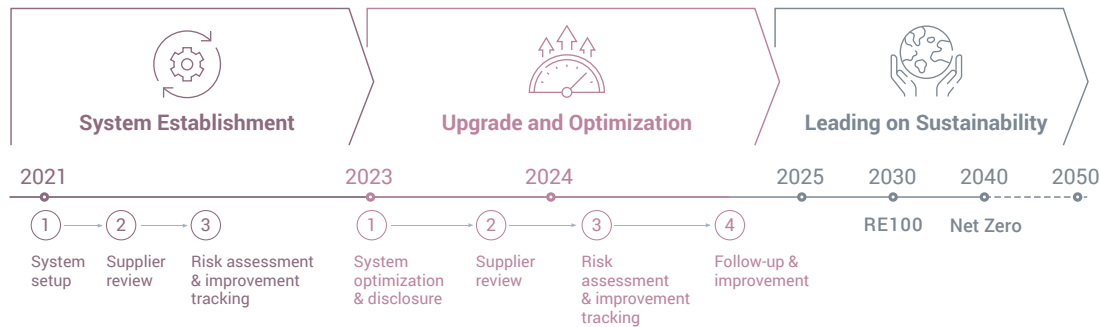 System Establishment
Upgrade and Optimization
Leading on Sustainability
2021
2023
2024
2025
2030
2040
2050
RE100
Net Zero
1
System
setup
2
Supplier
review
3
Risk assessment
& improvement
tracking
1
System
optimization
& disclosure
2
Supplier
review
3
Risk
assessment
& improvement
tracking
4
Follow-up &
improvement